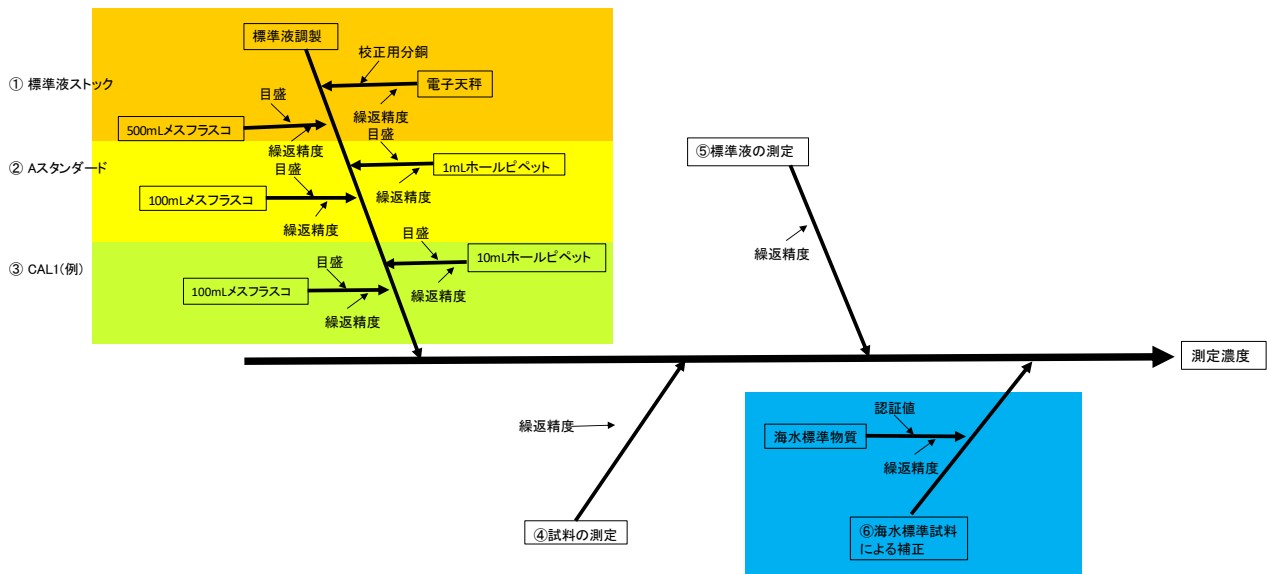 標準液調製
校正用分銅
① 標準液ストック
電子天秤
目盛
繰返精度
500mLメスフラスコ
繰返精度
目盛
② Aスタンダード
目盛
1mLホールピペット
100mLメスフラスコ
繰返精度
繰返精度
目盛
③ CAL1(例)
目盛
10mLホールピペット
100mLメスフラスコ
繰返精度
繰返精度
⑤標準液の測定
繰返精度
測定濃度
繰返精度
④試料の測定
認証値
海水標準物質
繰返精度
⑥海水標準試料
による補正